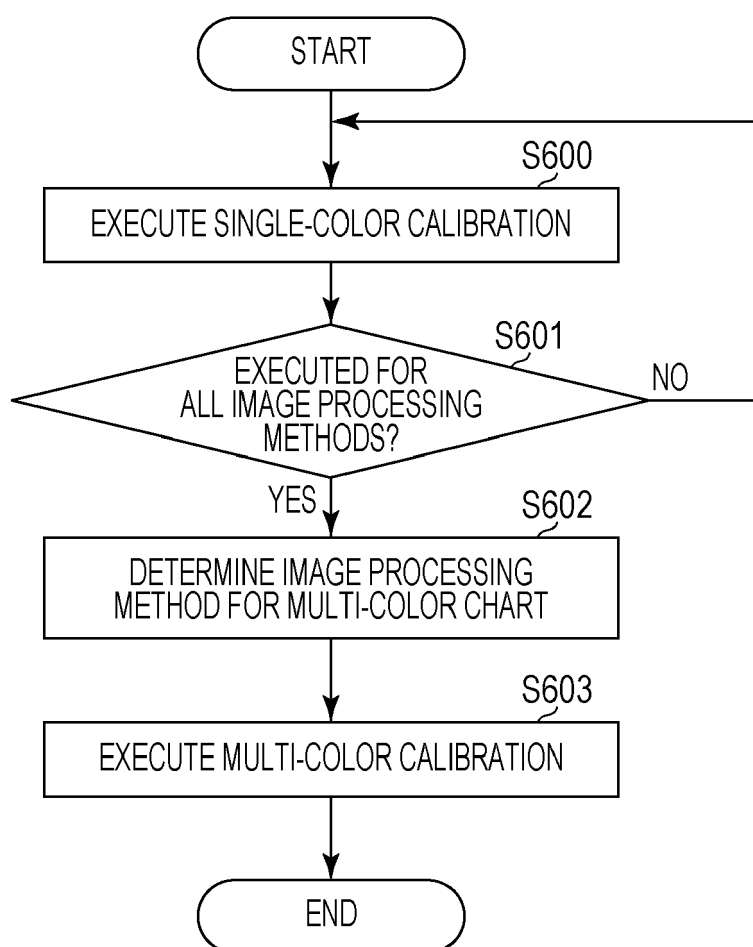 START
S600
EXECUTE SINGLE-COLOR CALIBRATION
S601
EXECUTED FOR
ALL IMAGE PROCESSING
METHODS?
NO
YES
S602
DETERMINE IMAGE PROCESSING
METHOD FOR MULTI-COLOR CHART
S603
EXECUTE MULTI-COLOR CALIBRATION
END